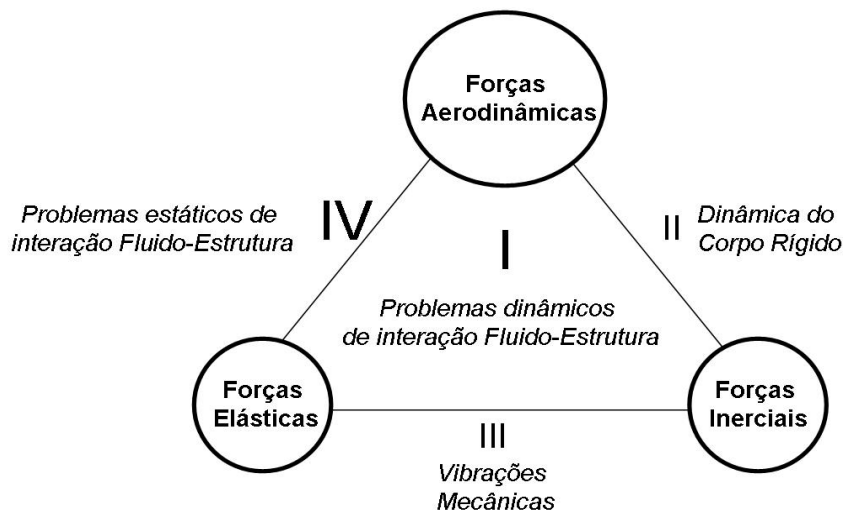 Forças
Aerodinâmicas
Problemas estáticos de
interação Fluido-Estrutura
IV
I
II
Dinâmica do
Corpo Rígido
Problemas dinâmicos
de interação Fluido-Estrutura
Forças
Elásticas
Forças
Inerciais
III
Vibrações
Mecânicas